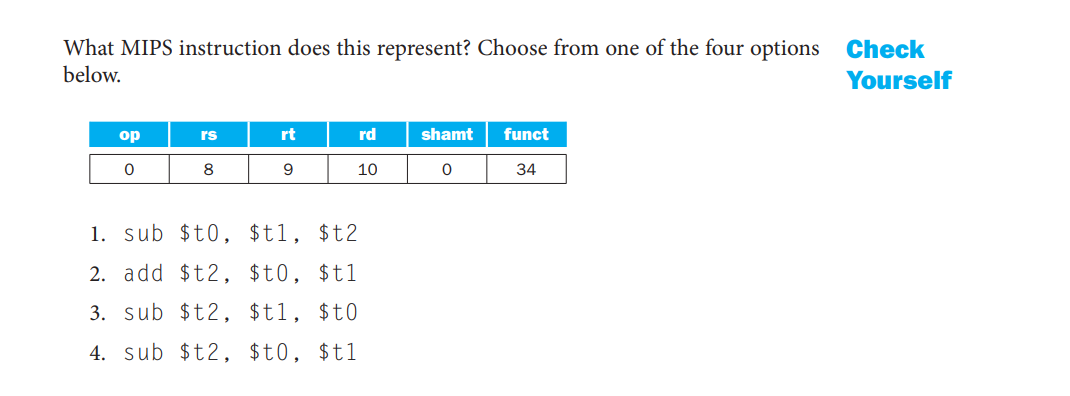 What MIPS instruction does this represent? Choose from one of the four options
below.
Check
Yourself
op rs rt rd shamt funct
0 8 9 10 0 34
1. sub $t0, $t1, $t2
2. add $t2, $t0, $t1
3. sub $t2, $t1, $t0
4. sub $t2, $t0, $t1